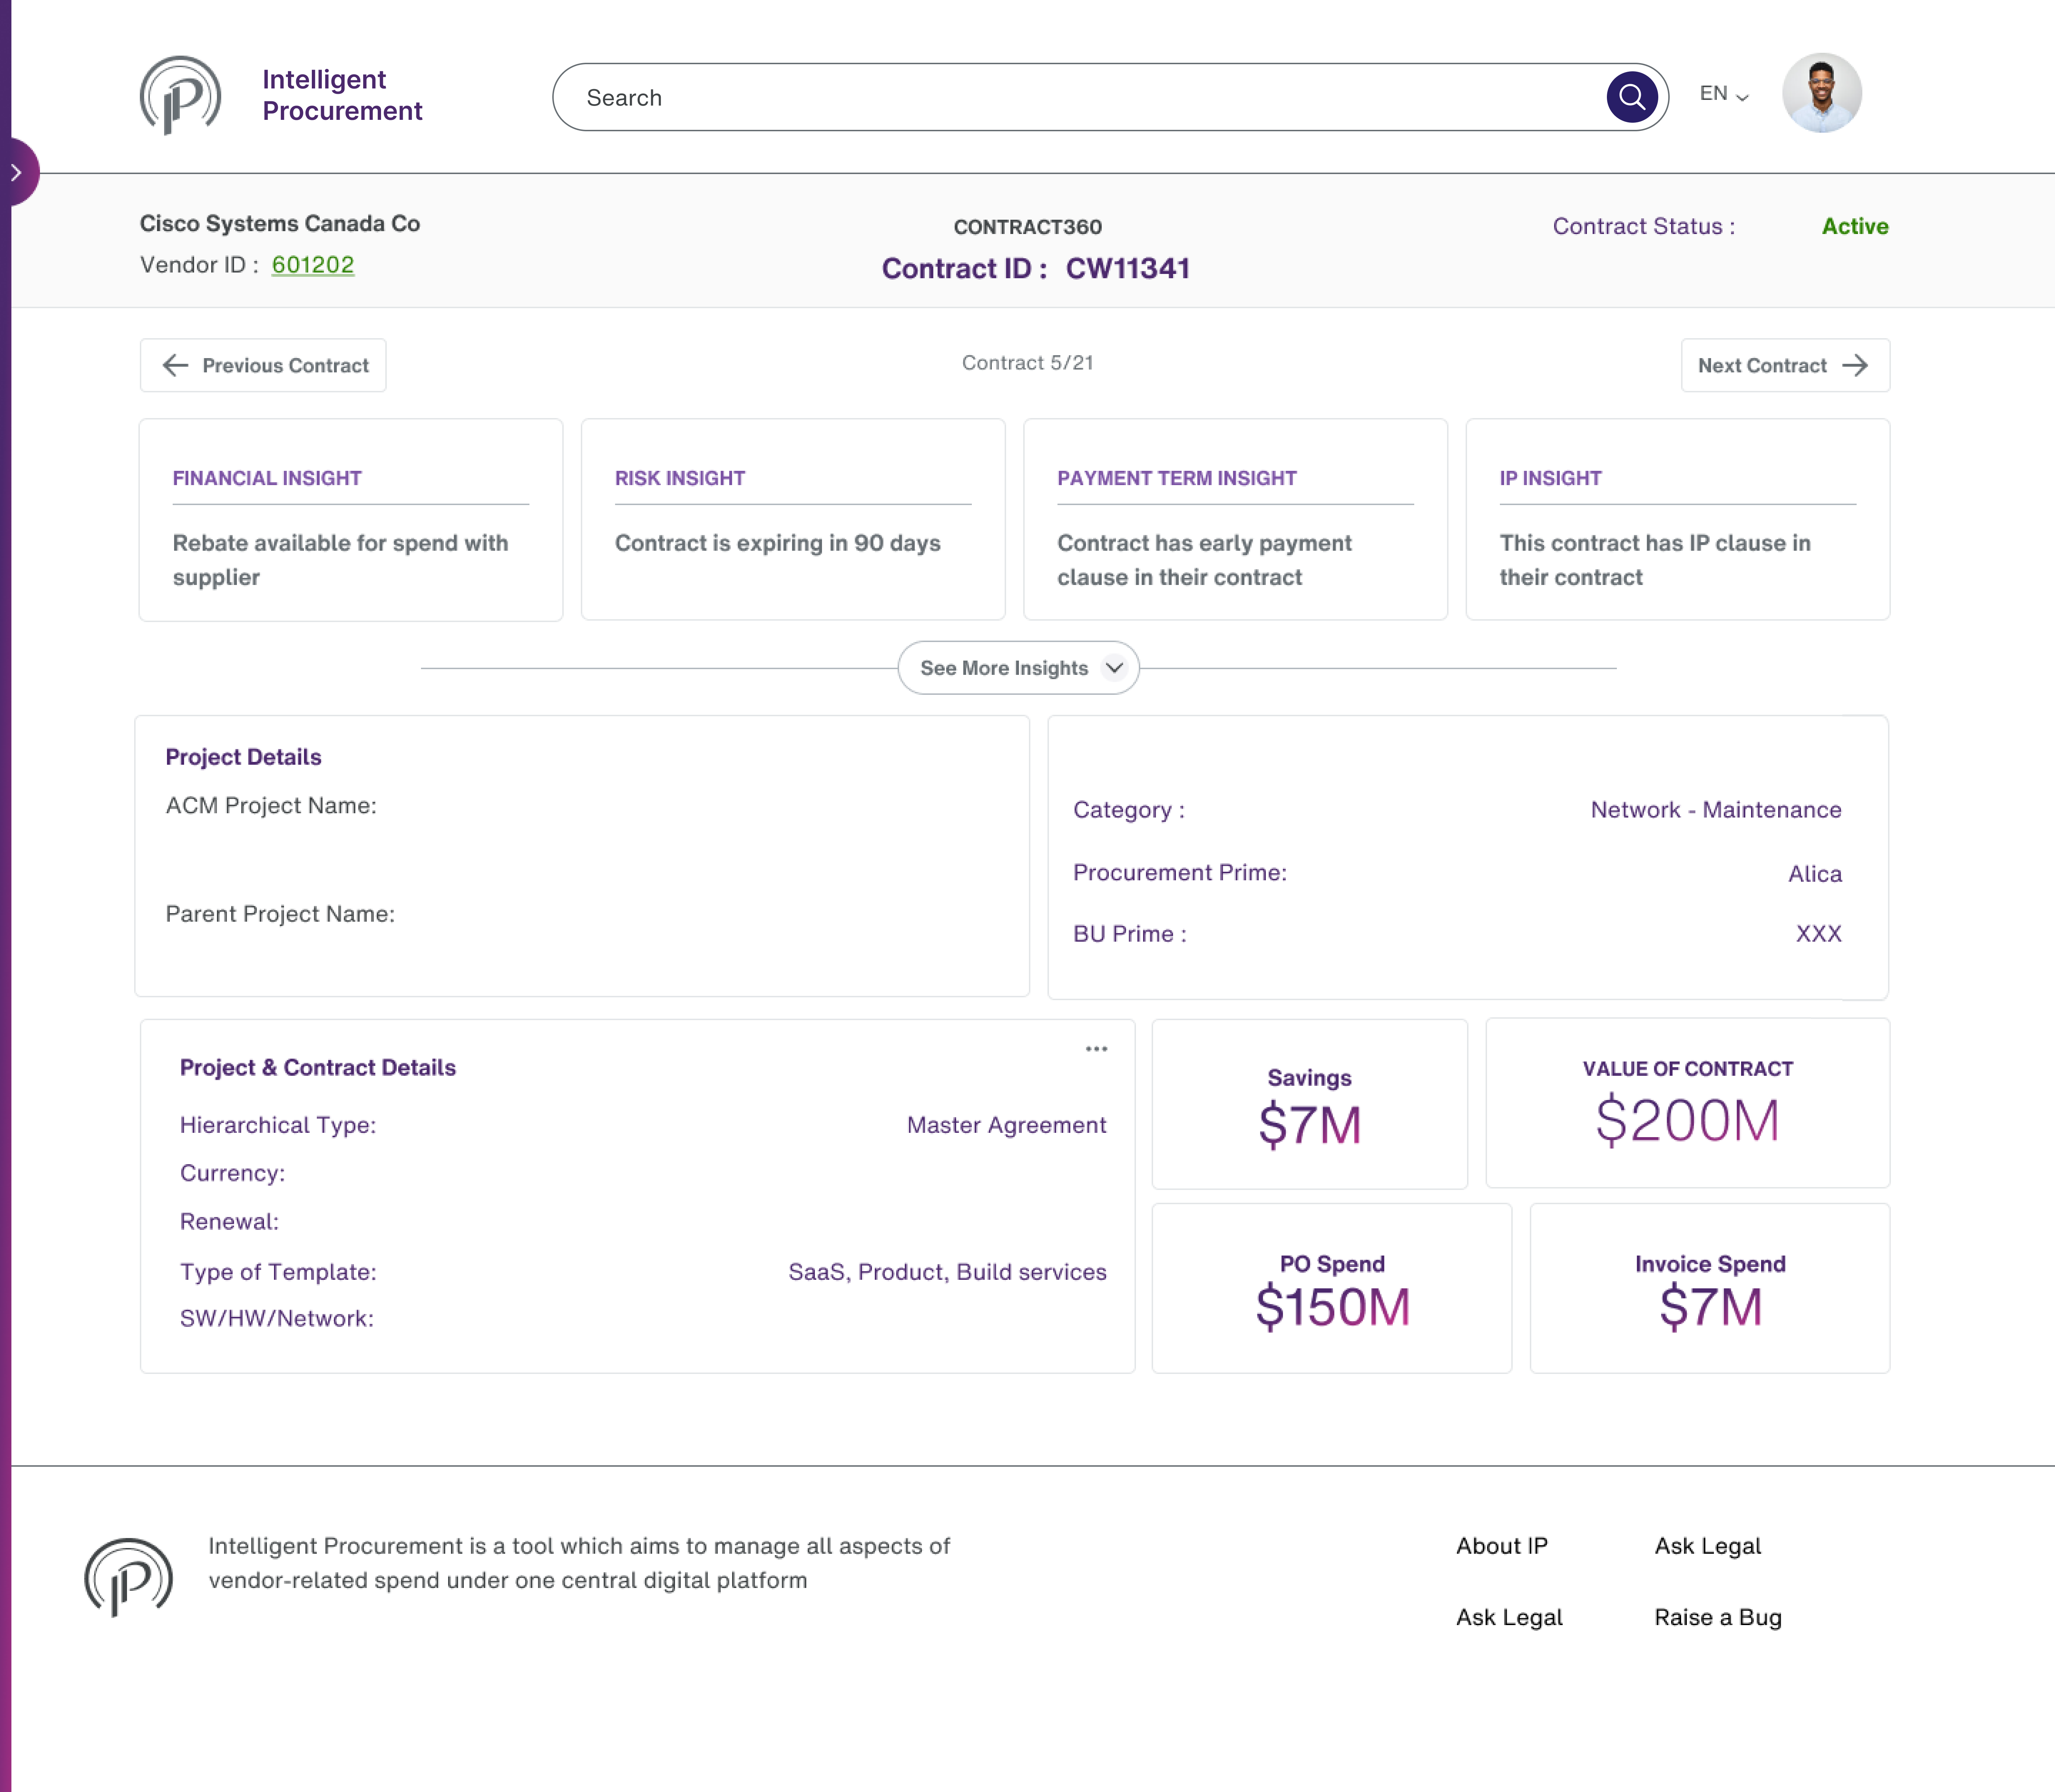 Intelligent
Procurement
Search
EN
Cisco Systems Canada Co
Vendor ID : 601202
CONTRACT360
Contract ID : CW11341
Contract Status : Active
Previous Contract
Contract 5/21
Next Contract
FINANCIAL INSIGHT
Rebate available for spend with
supplier
RISK INSIGHT
Contract is expiring in 90 days
PAYMENT TERM INSIGHT
Contract has early payment
clause in their contract
IP INSIGHT
This contract has IP clause in
their contract
See More Insights
Project Details
ACM Project Name:
Parent Project Name:
Category : Network - Maintenance
Procurement Prime: Alica
BU Prime : XXX
Project & Contract Details
Hierarchical Type: Master Agreement
Currency:
Renewal:
Type of Template: SaaS, Product, Build services
SW/HW/Network:
Savings
$7M
VALUE OF CONTRACT
$200M
PO Spend
$150M
Invoice Spend
$7M
Intelligent Procurement is a tool which aims to manage all aspects of
vendor-related spend under one central digital platform
About IP
Ask Legal
Ask Legal
Raise a Bug